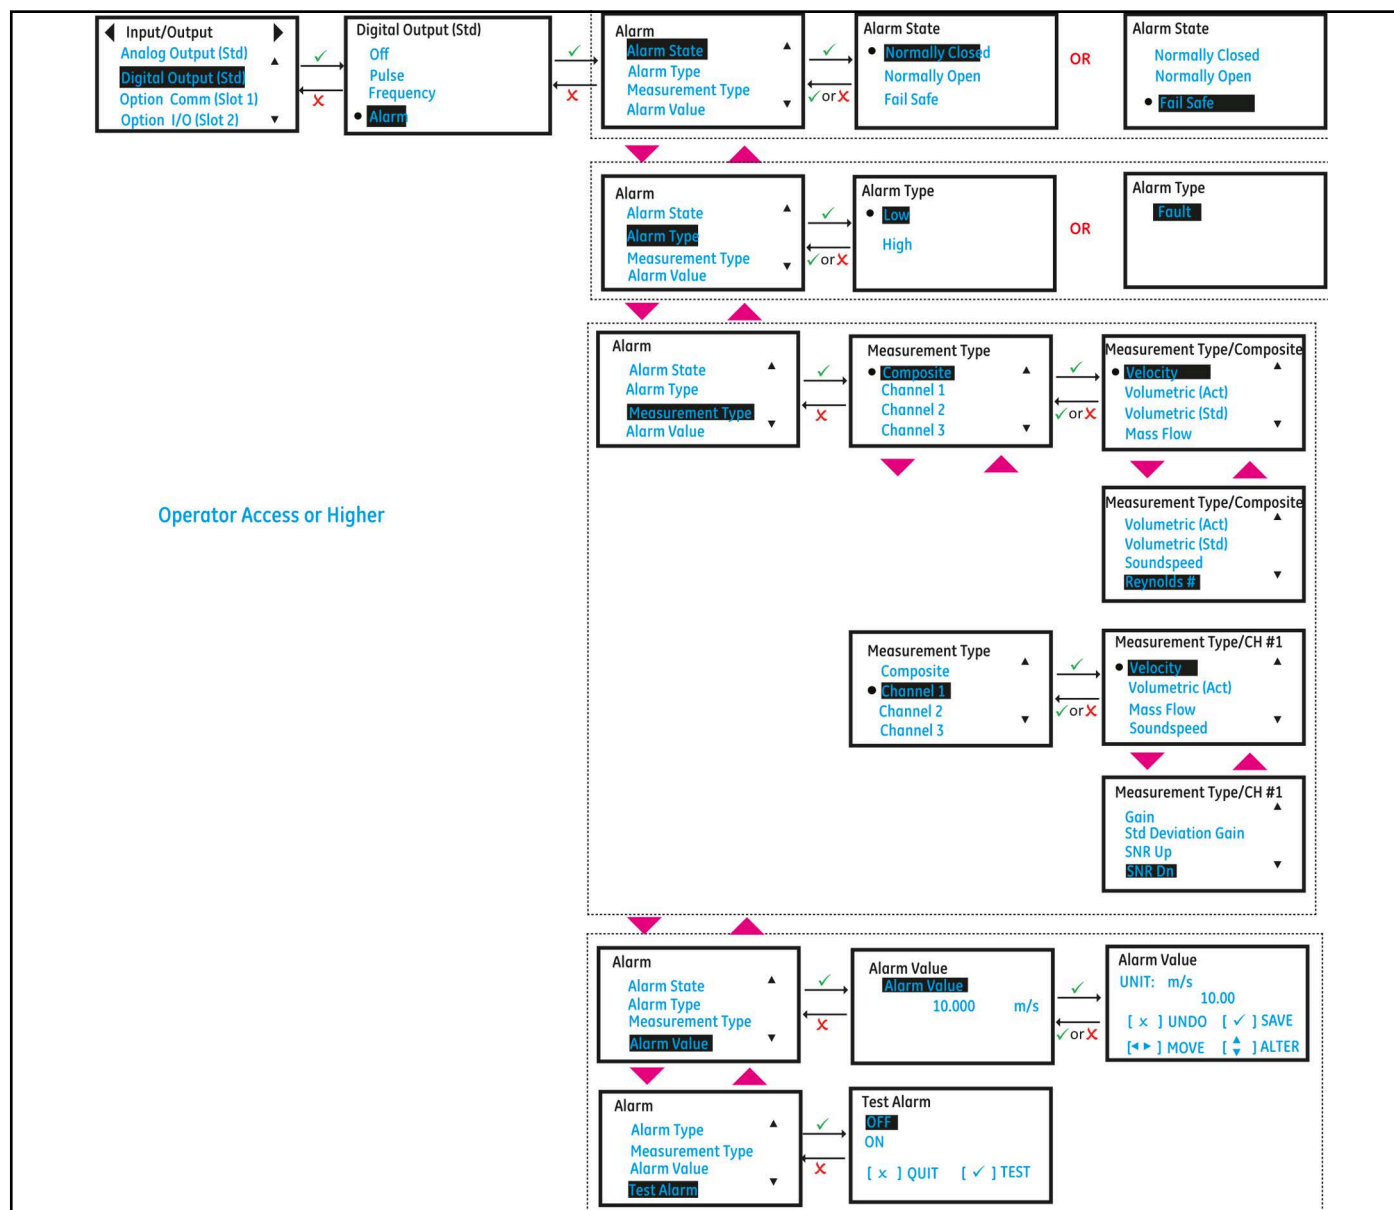 Input/Output
Analog Output (Std)
Digital Output (Std)
Option Comm (Slot 1)
Option I/O (Slot 2)
Digital Output (Std)
Off
Pulse
Frequency
Alarm
Alarm
Alarm State
Alarm Type
Measurement Type
Alarm Value
or
Alarm State
Normally Closed
Normally Open
Fail Safe
OR
Alarm State
Normally Closed
Normally Open
Fail Safe
Alarm
Alarm State
Alarm Type
Measurement Type
Alarm Value
or
Alarm Type
Low
High
OR
Alarm Type
Fault
Alarm
Alarm State
Alarm Type
Measurement Type
Alarm Value
Measurement Type
Composite
Channel 1
Channel 2
Channel 3
or
Measurement Type/Composite
Velocity
Volumetric (Act)
Volumetric (Std)
Mass Flow
Operator Access or Higher
Measurement Type/Composite
Volumetric (Act)
Volumetric (Std)
Soundspeed
Reynolds #
Measurement Type
Composite
Channel 1
Channel 2
Channel 3
or
Measurement Type/CH #1
Velocity
Volumetric (Act)
Mass Flow
Soundspeed
Measurement Type/CH #1
Gain
Std Deviation Gain
SNR Up
SNR Dn
Alarm
Alarm State
Alarm Type
Measurement Type
Alarm Value
Alarm Value
Alarm Value
10.000 m/s
or
Alarm Value
UNIT: m/s
10.00
[ x ] UNDO [ ✓ ] SAVE
[◄ ►] MOVE [▲▼] ALTER
Alarm
Alarm Type
Measurement Type
Alarm Value
Test Alarm
Test Alarm
OFF
ON
[ x ] QUIT [ ✓ ] TEST